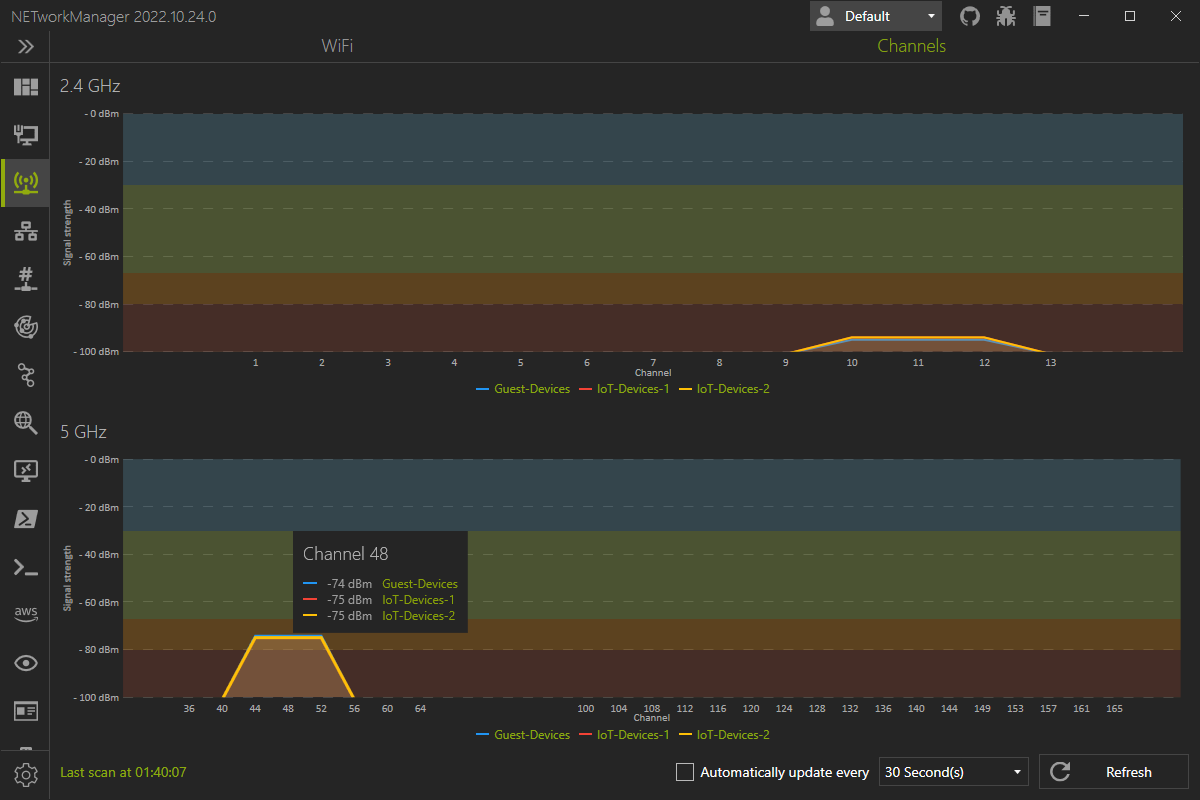 NETworkManager 2022.10.24.0
Default
WiFi
Channels
2.4 GHz
- 0 dBm
- 20 dBm
- 40 dBm
- 60 dBm
- 80 dBm
- 100 dBm
Signal strength
1 2 3 4 5 6 7 8 9 10 11 12 13
Channel
Guest-Devices IoT-Devices-1 IoT-Devices-2
5 GHz
- 0 dBm
- 20 dBm
- 40 dBm
- 60 dBm
- 80 dBm
- 100 dBm
Signal strength
Channel 48
-74 dBm Guest-Devices
-75 dBm IoT-Devices-1
-75 dBm IoT-Devices-2
36 40 44 48 52 56 60 64 100 104 108 112 116 120 124 128 132 136 140 144 149 153 157 161 165
Channel
Guest-Devices IoT-Devices-1 IoT-Devices-2
aws
Last scan at 01:40:07
Automatically update every
30 Second(s)
Refresh